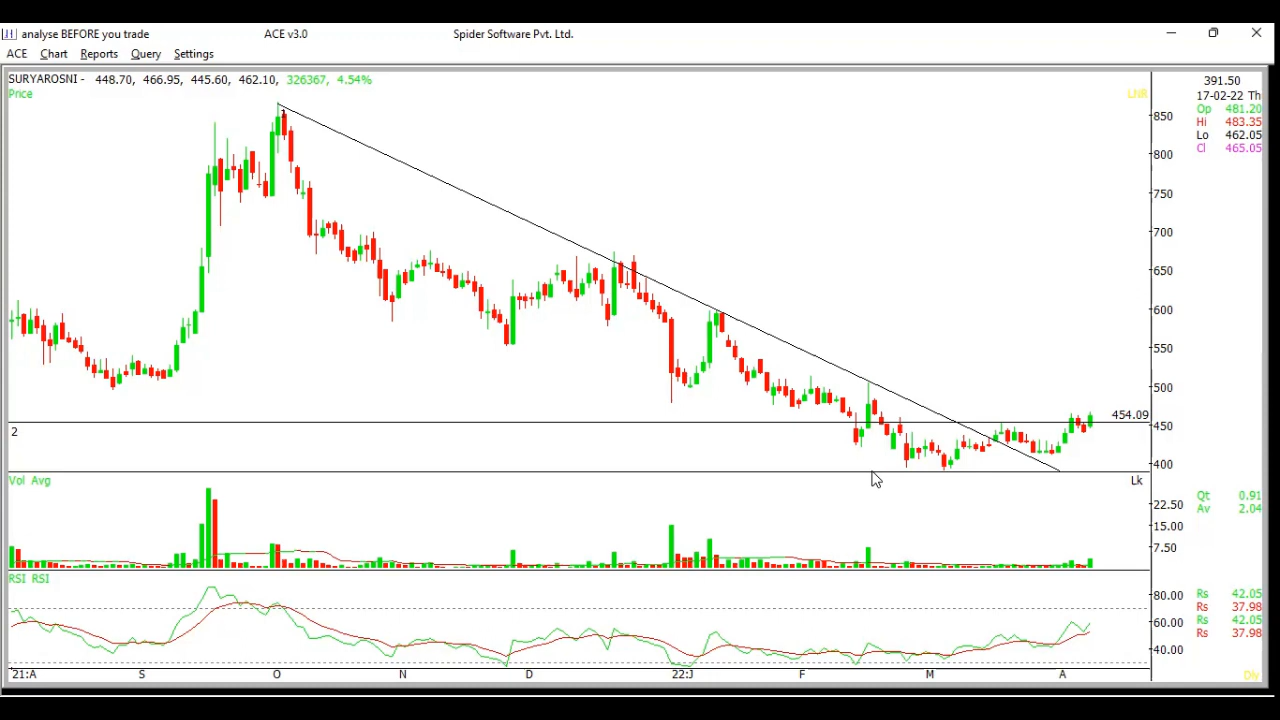 analyse BEFORE you trade ACE v3.0 Spider Software Pvt. Ltd.
ACE Chart Reports Query Settings
SURYAROSNI - 448.70, 466.95, 445.60, 462.10, 326367, 4.54%
Price LNR
391.50
17-02-22 Th
Op 481.20
Hi 483.35
Lo 462.05
Cl 465.05
1
850
800
750
700
650
600
550
500
454.09
450
400
2
Vol Avg Lk
22.50
15.00
7.50
Qt 0.91
Av 2.04
RSI RSI
80.00
60.00
40.00
Rs 42.05
Rs 37.98
Rs 42.05
Rs 37.98
21:A S O N D 22:J F M A Dly